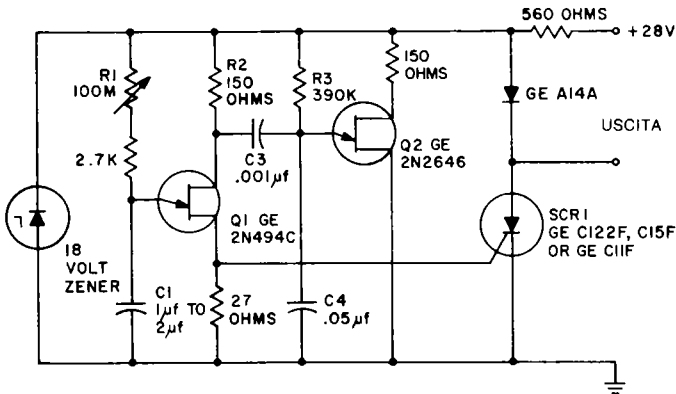 560 OHMS
+28V
R1
100M
2.7K
R2
150
OHMS
R3
390K
150
OHMS
GE A14A
USCITA
C3
.001µf
Q2 GE
2N2646
Q1 GE
2N494C
SCR1
GE C122F, C15F
OR GE C11F
18
VOLT
ZENER
C1
1µf TO
2µf
27
OHMS
C4
.05µf